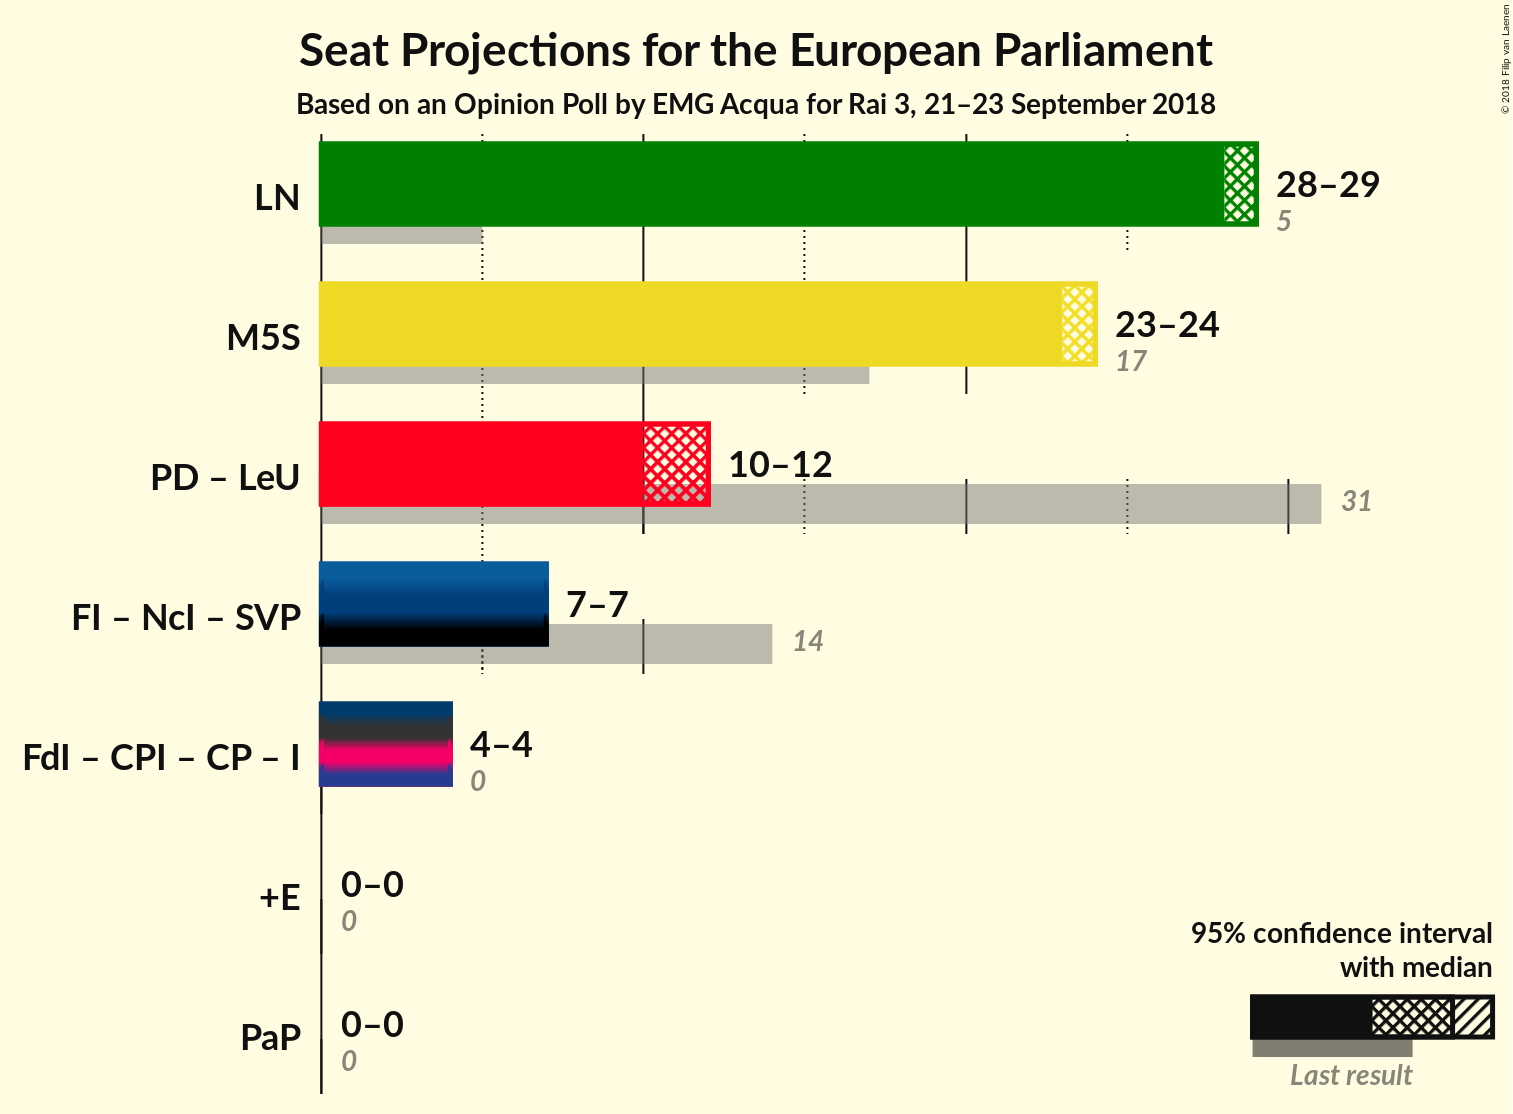 Seat Projections for the European Parliament
Based on an Opinion Poll by EMG Acqua for Rai 3, 21–23 September 2018
© 2018 Filip van Laenen
LN
28–29
5
M5S
23–24
17
PD – LeU
10–12
31
FI – NcI – SVP
7–7
14
FdI – CPI – CP – I
4–4
0
+E
0–0
0
PaP
0–0
0
95% confidence interval
with median
Last result